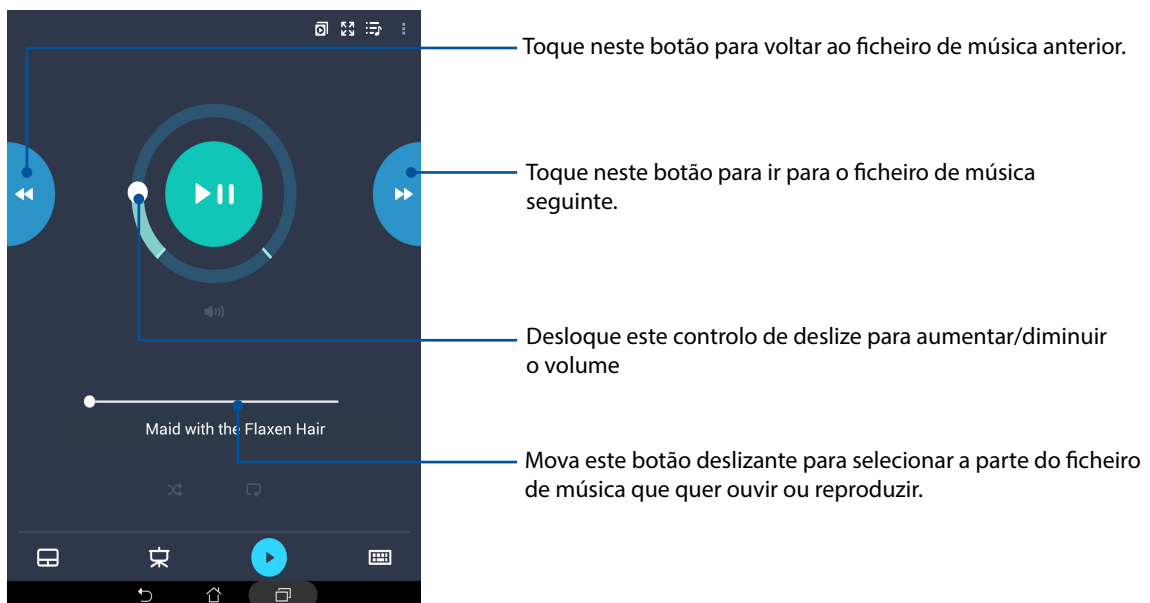 Toque neste botão para voltar ao ficheiro de música anterior.
Toque neste botão para ir para o ficheiro de música
seguinte.
Desloque este controlo de deslize para aumentar/diminuir
o volume
Maid with the Flaxen Hair
Mova este botão deslizante para selecionar a parte do ficheiro
de música que quer ouvir ou reproduzir.